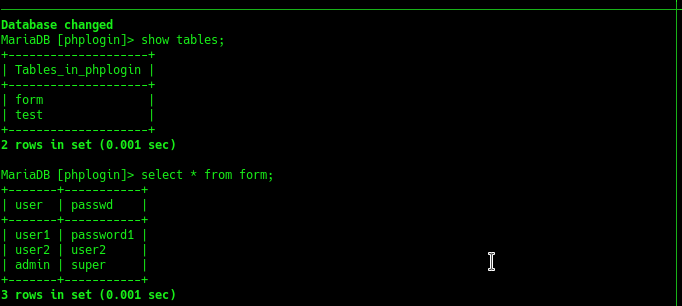 Database changed
MariaDB [phplogin]> show tables;
+--------------------+
| Tables_in_phplogin |
+--------------------+
| form               |
| test               |
+--------------------+
2 rows in set (0.001 sec)
MariaDB [phplogin]> select * from form;
+-------+-----------+
| user  | passwd    |
+-------+-----------+
| user1 | password1 |
| user2 | user2     |
| admin | super     |
+-------+-----------+
3 rows in set (0.001 sec)